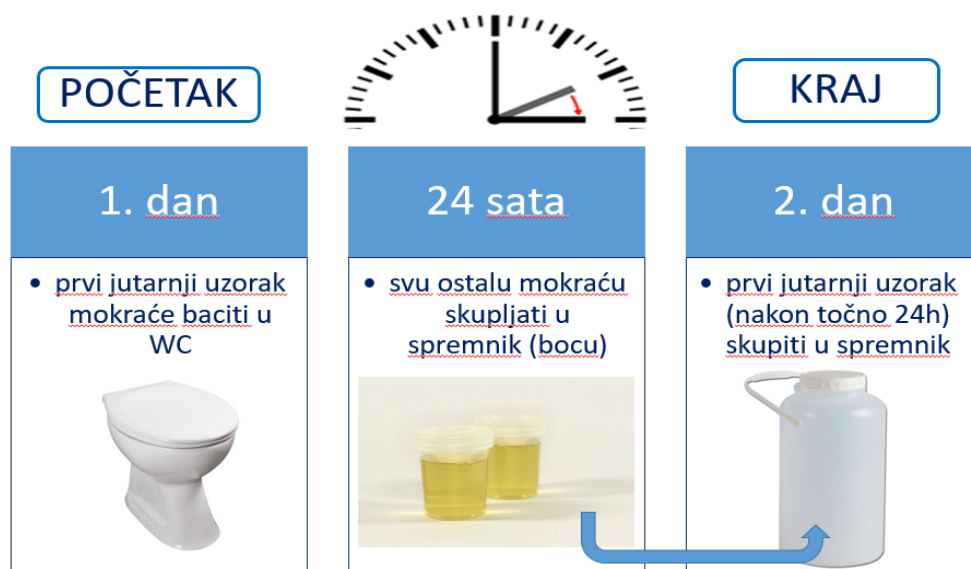 POČETAK
KRAJ
1. dan
24 sata
2. dan
• prvi jutarnji uzorak
mokraće baciti u
WC
• svu ostalu mokraću
skupljati u
spremnik (bocu)
• prvi jutarnji uzorak
(nakon točno 24h)
skupiti u spremnik